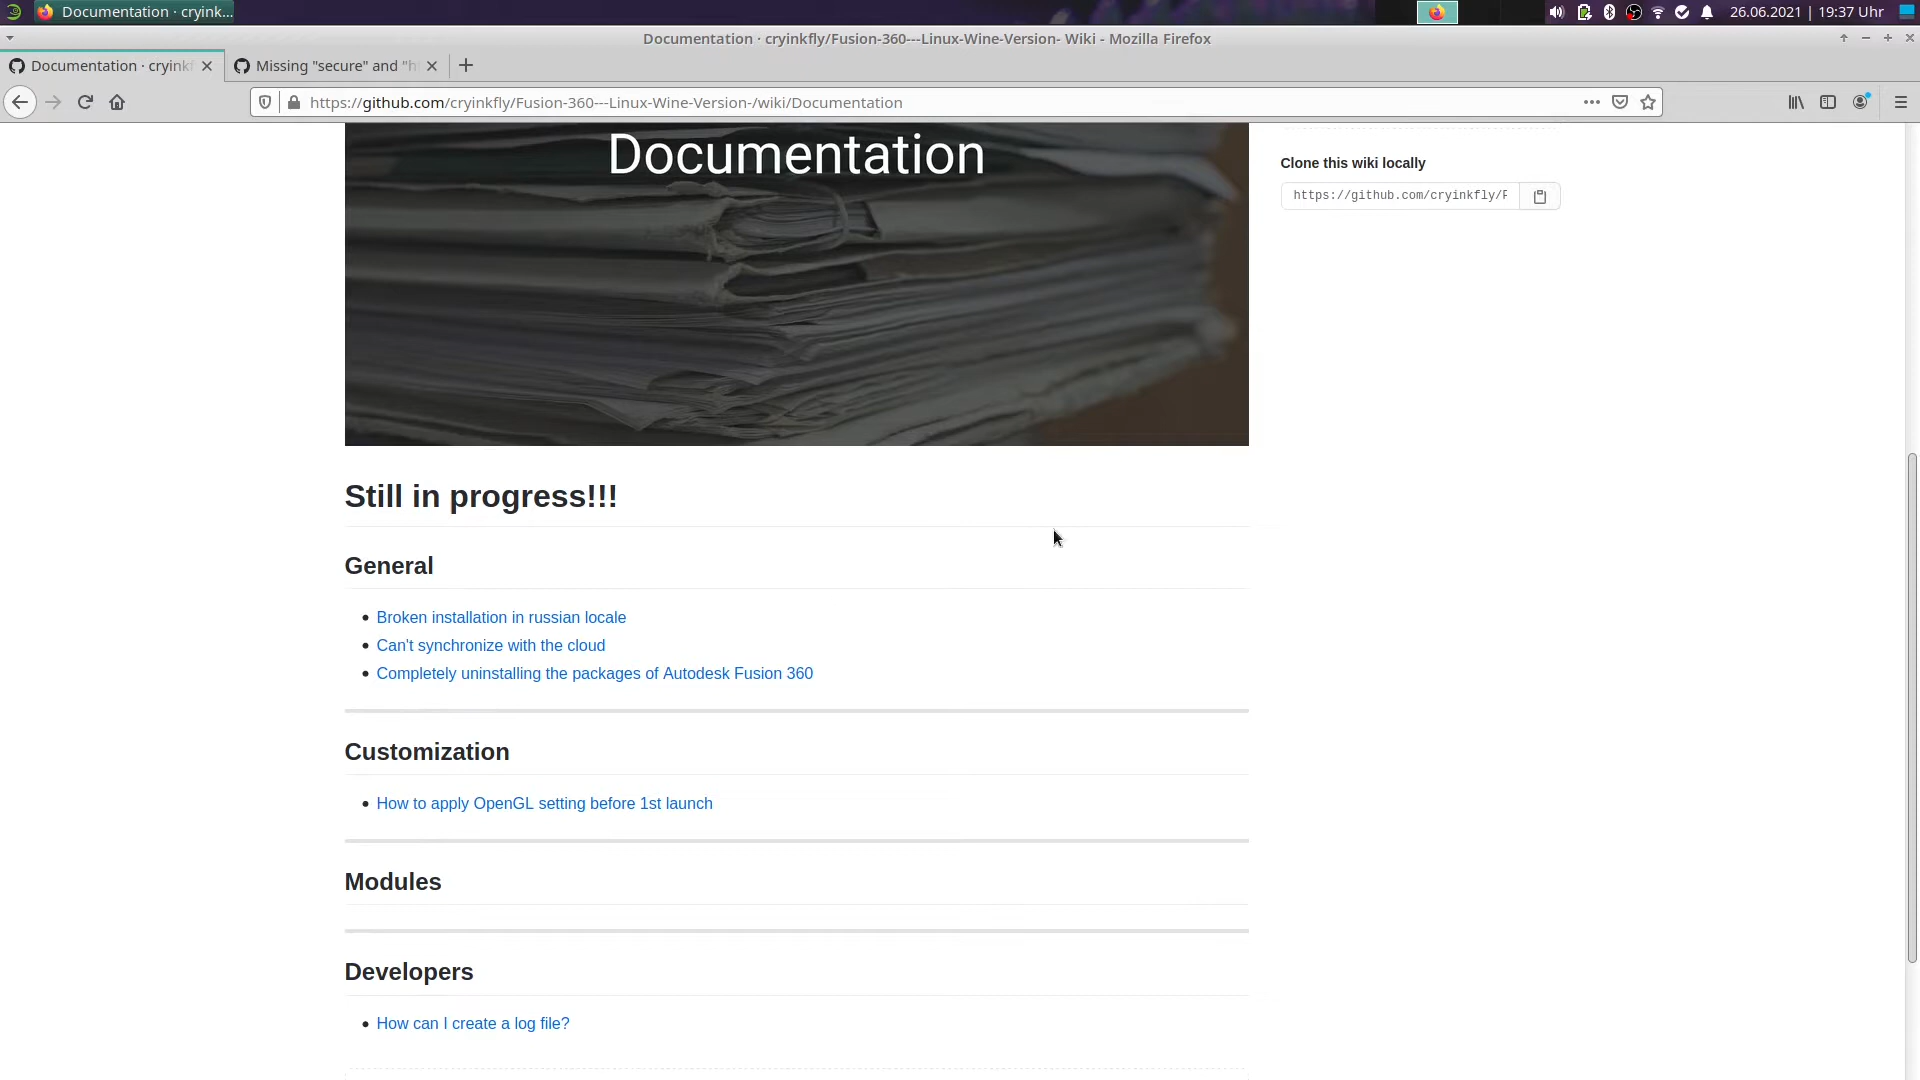 Documentation · cryink...
26.06.2021 | 19:37 Uhr
Documentation · cryinkfly/Fusion-360---Linux-Wine-Version- Wiki - Mozilla Firefox
Documentation · cryinkf
Missing "secure" and "h
https://github.com/cryinkfly/Fusion-360---Linux-Wine-Version-/wiki/Documentation
Documentation
Clone this wiki locally
https://github.com/cryinkfly/F
Still in progress!!!
General
Broken installation in russian locale
Can't synchronize with the cloud
Completely uninstalling the packages of Autodesk Fusion 360
Customization
How to apply OpenGL setting before 1st launch
Modules
Developers
How can I create a log file?